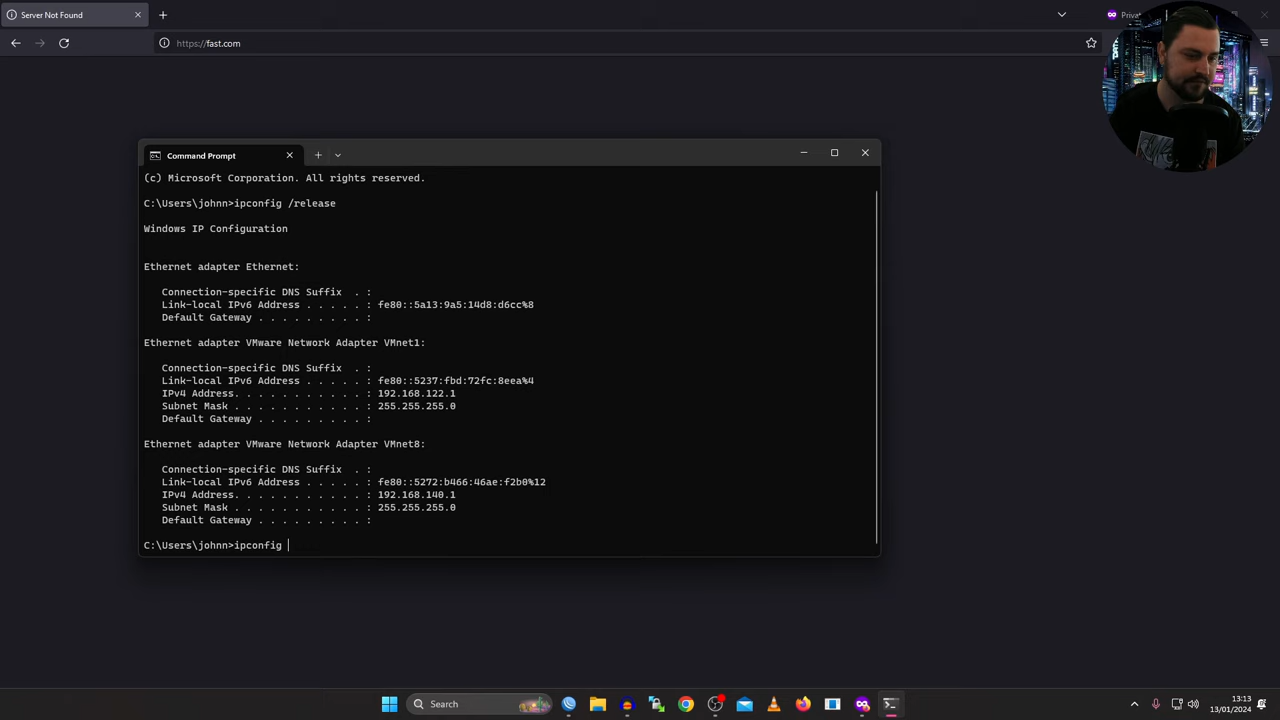 Server Not Found
Priva
https://fast.com
Command Prompt
(c) Microsoft Corporation. All rights reserved.
C:\Users\johnn>ipconfig /release
Windows IP Configuration
Ethernet adapter Ethernet:
Connection-specific DNS Suffix . :
Link-local IPv6 Address . . . . . : fe80::5a13:9a5:14d8:d6cc%8
Default Gateway . . . . . . . . . :
Ethernet adapter VMware Network Adapter VMnet1:
Connection-specific DNS Suffix . :
Link-local IPv6 Address . . . . . : fe80::5237:fbd:72fc:8eea%4
IPv4 Address. . . . . . . . . . . : 192.168.122.1
Subnet Mask . . . . . . . . . . . : 255.255.255.0
Default Gateway . . . . . . . . . :
Ethernet adapter VMware Network Adapter VMnet8:
Connection-specific DNS Suffix . :
Link-local IPv6 Address . . . . . : fe80::5272:b466:46ae:f2b0%12
IPv4 Address. . . . . . . . . . . : 192.168.140.1
Subnet Mask . . . . . . . . . . . : 255.255.255.0
Default Gateway . . . . . . . . . :
C:\Users\johnn>ipconfig
Search
13:13
13/01/2024